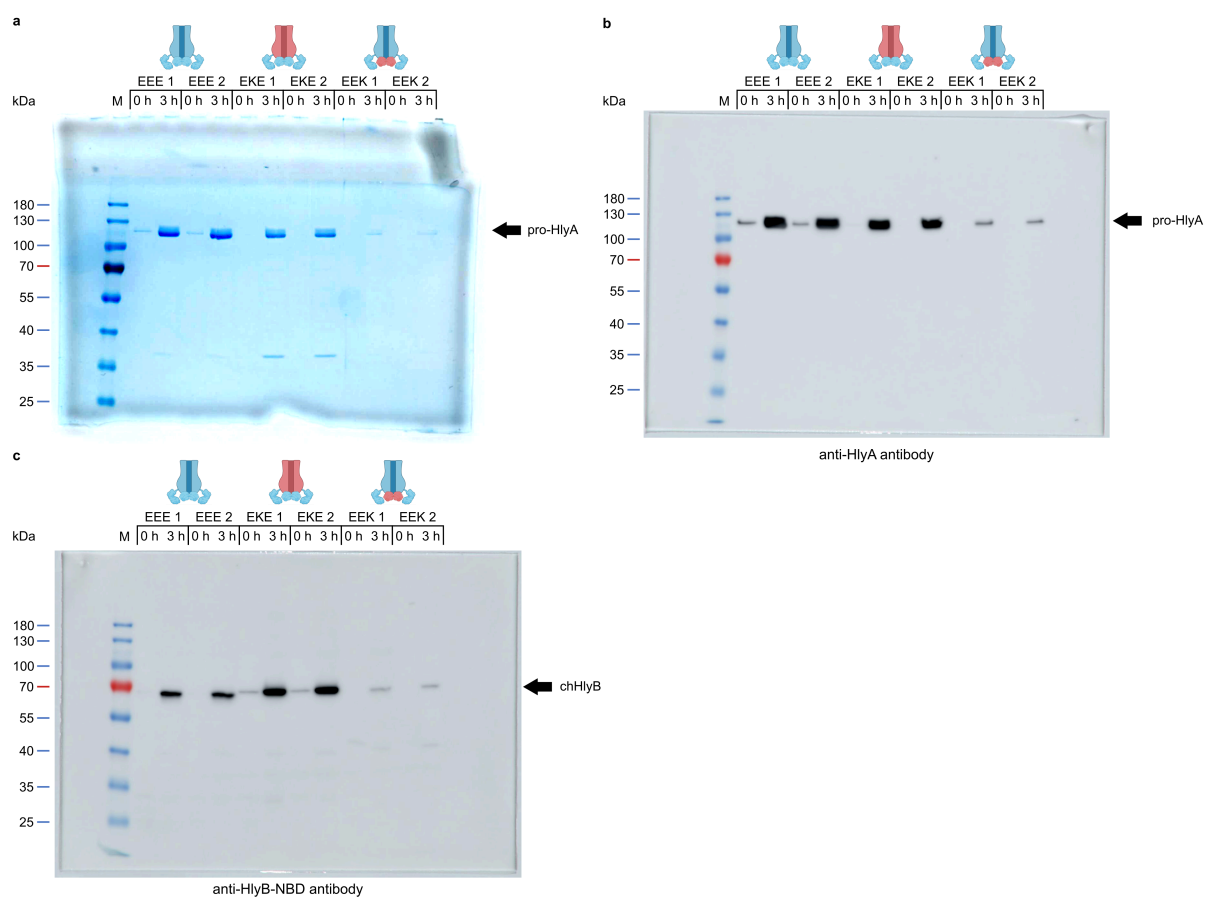 a
EEE 1 EEE 2 EKE 1 EKE 2 EEK 1 EEK 2
kDa M 0 h 3 h 0 h 3 h 0 h 3 h 0 h 3 h 0 h 3 h 0 h 3 h
180
130
pro-HlyA
100
70
55
40
35
25
b
EEE 1 EEE 2 EKE 1 EKE 2 EEK 1 EEK 2
kDa M 0 h 3 h 0 h 3 h 0 h 3 h 0 h 3 h 0 h 3 h 0 h 3 h
180
130
pro-HlyA
100
70
55
40
35
25
anti-HlyA antibody
c
EEE 1 EEE 2 EKE 1 EKE 2 EEK 1 EEK 2
kDa M 0 h 3 h 0 h 3 h 0 h 3 h 0 h 3 h 0 h 3 h 0 h 3 h
180
130
100
70
chHlyB
55
40
35
25
anti-HlyB-NBD antibody